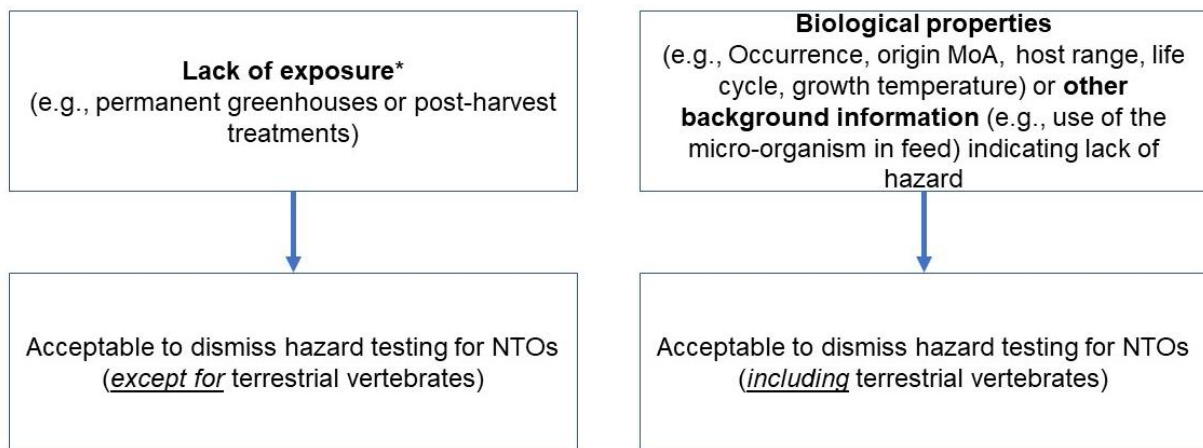 Lack of exposure*
(e.g., permanent greenhouses or post-harvest
treatments)
Biological properties
(e.g., Occurrence, origin MoA, host range, life
cycle, growth temperature) or other
background information (e.g., use of the
micro-organism in feed) indicating lack of
hazard
Acceptable to dismiss hazard testing for NTOs
(except for terrestrial vertebrates)
Acceptable to dismiss hazard testing for NTOs
(including terrestrial vertebrates)